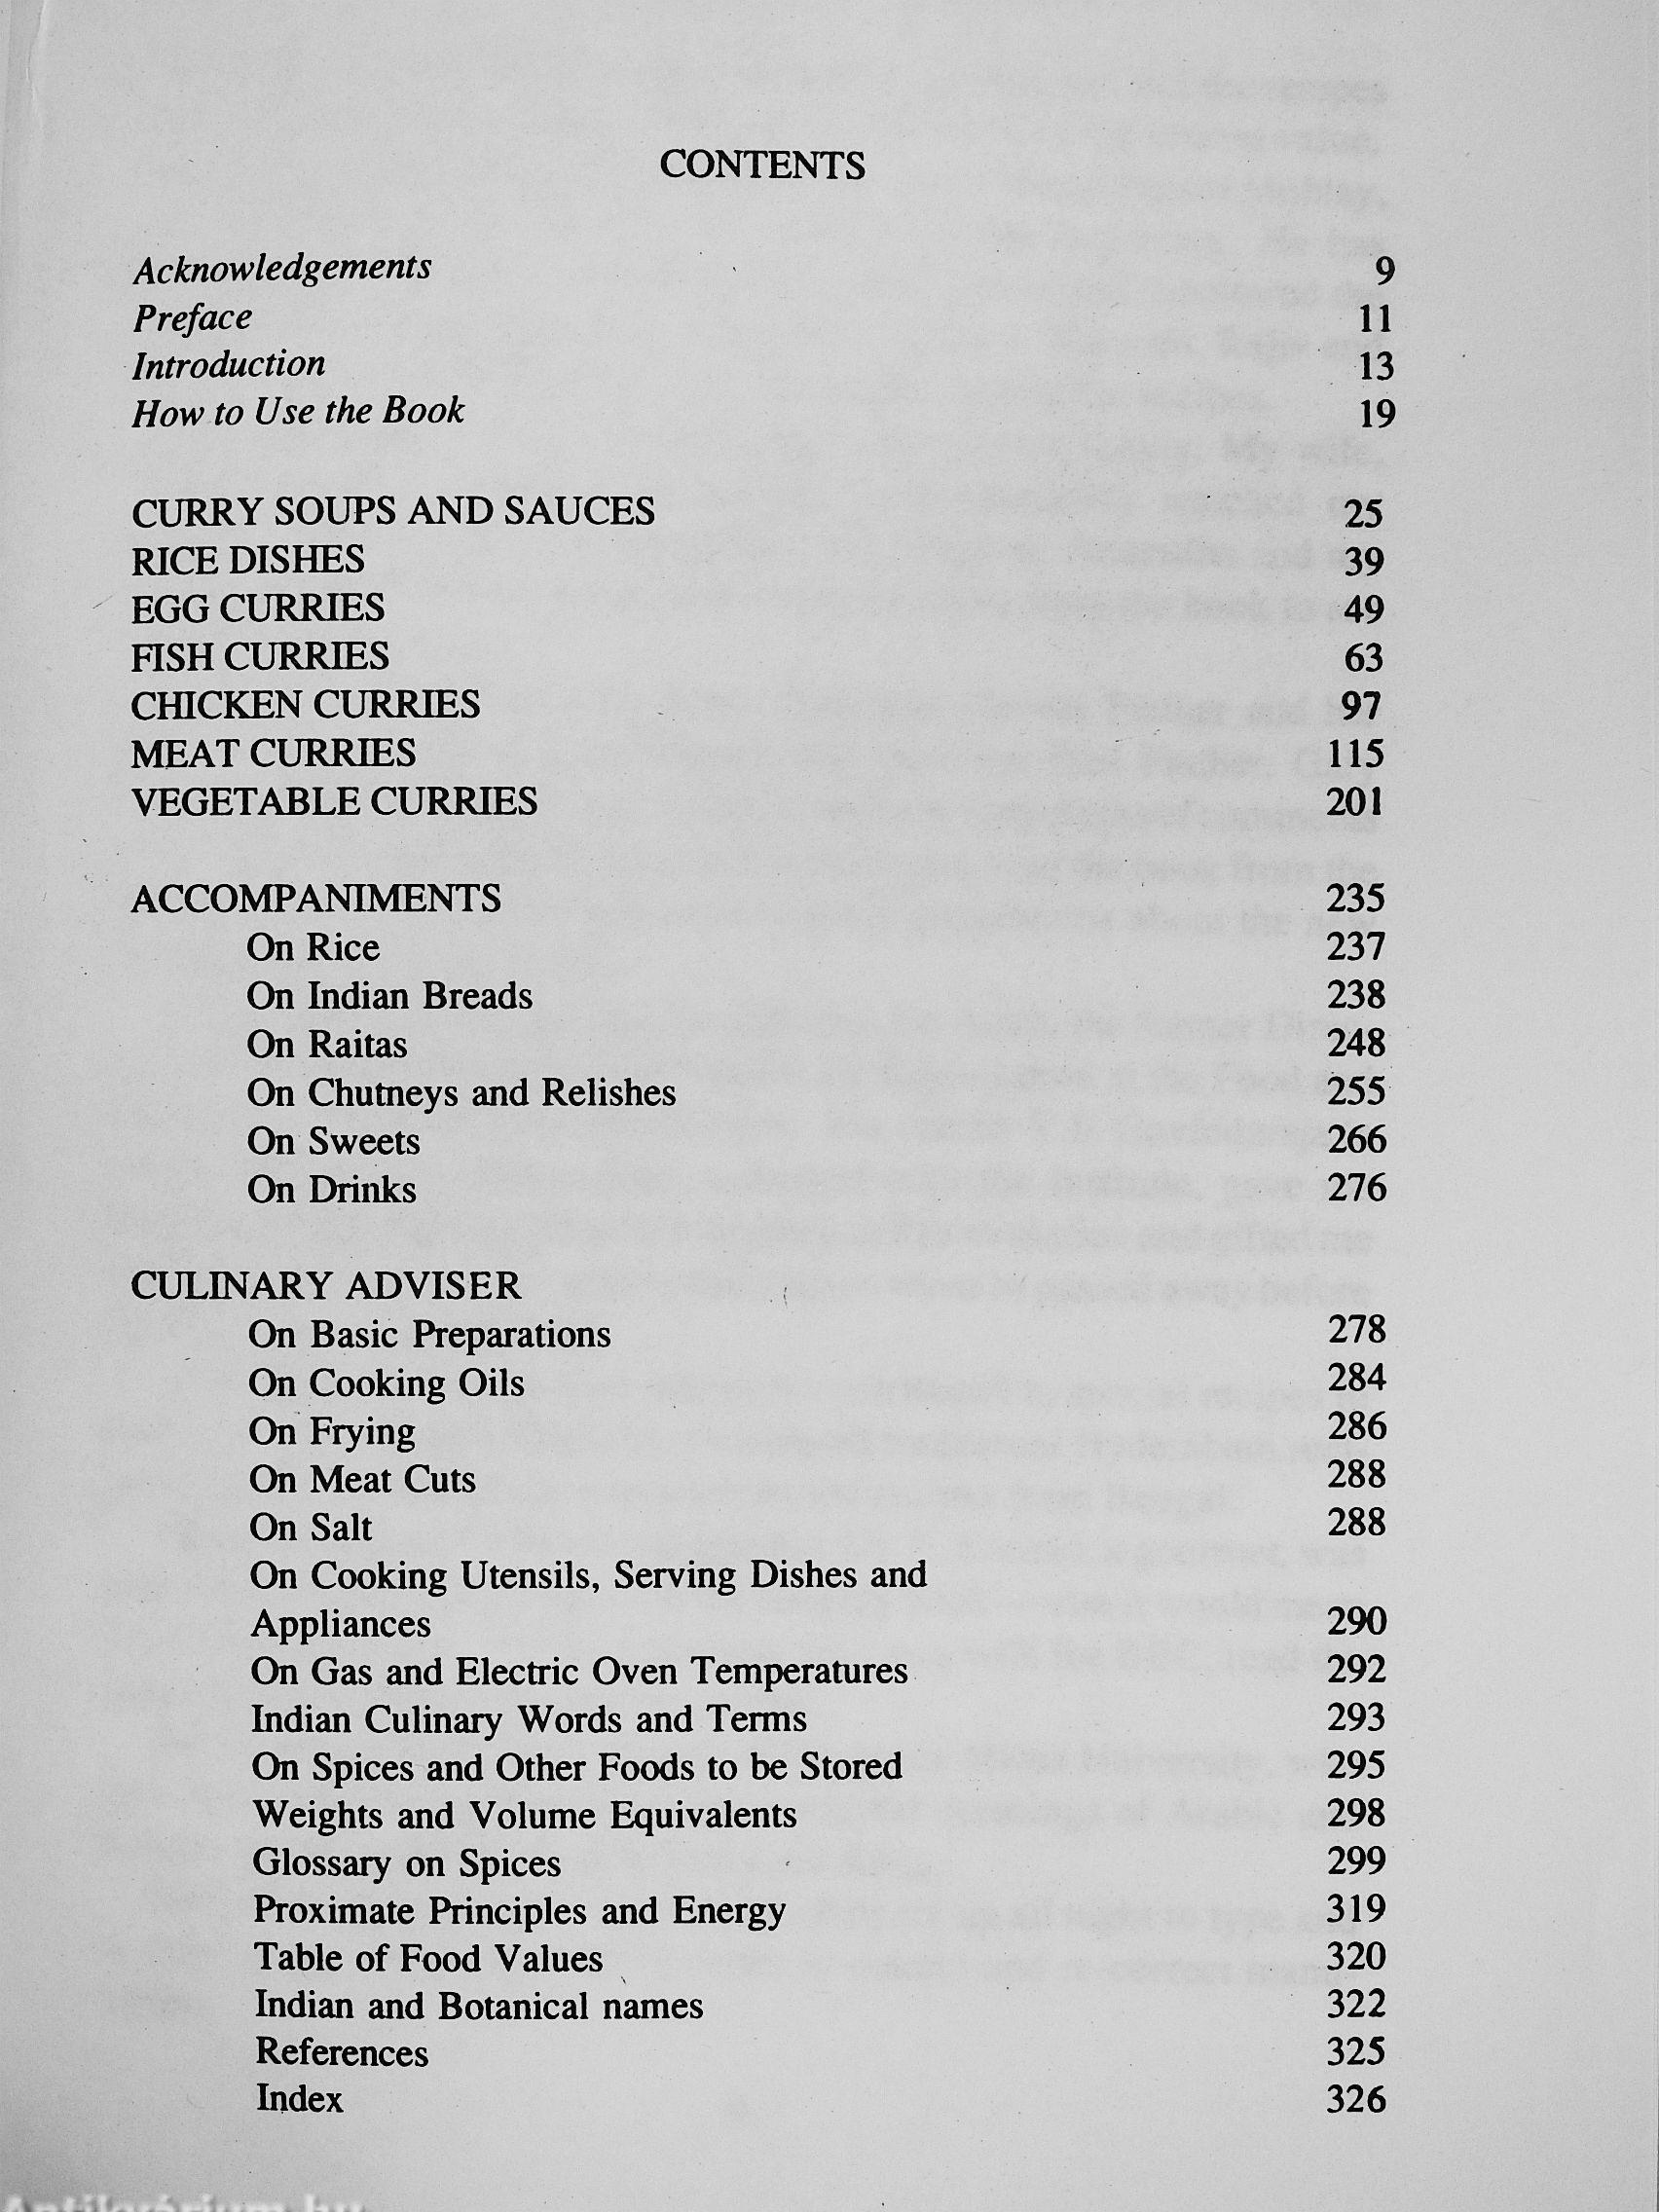 CONTENTS
Acknowledgements 9
Preface 11
Introduction 13
How to Use the Book 19
CURRY SOUPS AND SAUCES 25
RICE DISHES 39
EGG CURRIES 49
FISH CURRIES 63
CHICKEN CURRIES 97
MEAT CURRIES 115
VEGETABLE CURRIES 201
ACCOMPANIMENTS 235
On Rice 237
On Indian Breads 238
On Raitas 248
On Chutneys and Relishes 255
On Sweets 266
On Drinks 276
CULINARY ADVISER
On Basic Preparations 278
On Cooking Oils 284
On Frying 286
On Meat Cuts 288
On Salt 288
On Cooking Utensils, Serving Dishes and
Appliances 290
On Gas and Electric Oven Temperatures 292
Indian Culinary Words and Terms 293
On Spices and Other Foods to be Stored 295
Weights and Volume Equivalents 298
Glossary on Spices 299
Proximate Principles and Energy 319
Table of Food Values 320
Indian and Botanical names 322
References 325
Index 326